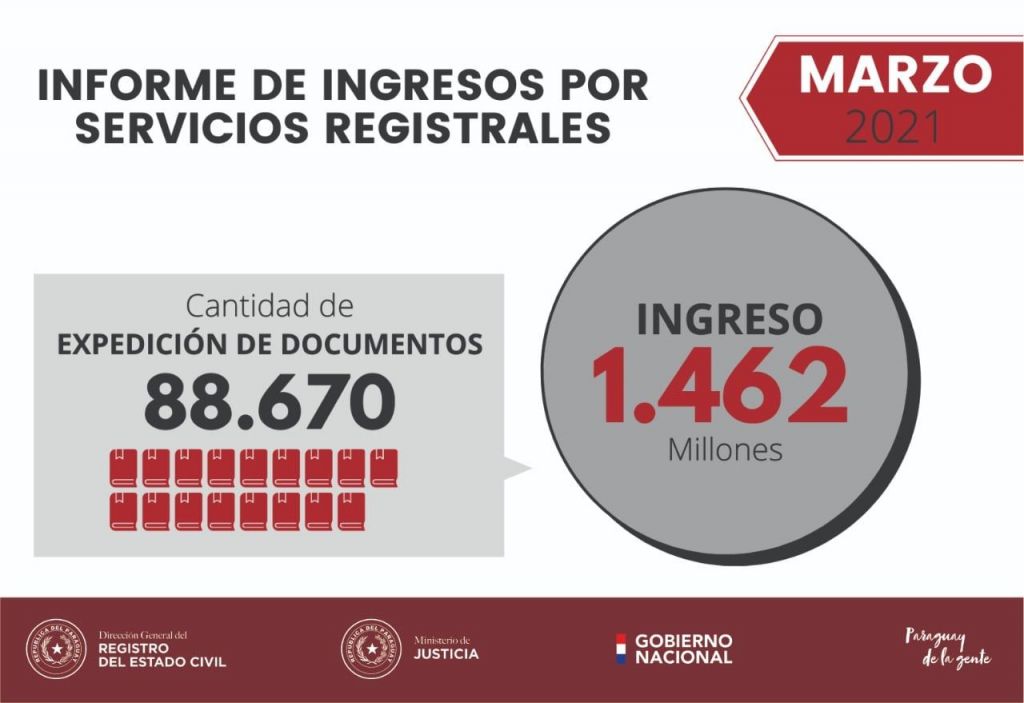 INFORME DE INGRESOS POR
SERVICIOS REGISTRALES
MARZO
2021
Cantidad de
EXPEDICIÓN DE DOCUMENTOS
88.670
INGRESO
1.462
Millones
REPUBLICA DEL PARAGUAY
Dirección General del
REGISTRO
DEL ESTADO CIVIL
REPUBLICA DEL PARAGUAY
Ministerio de
JUSTICIA
GOBIERNO
NACIONAL
Paraguay
de la gente